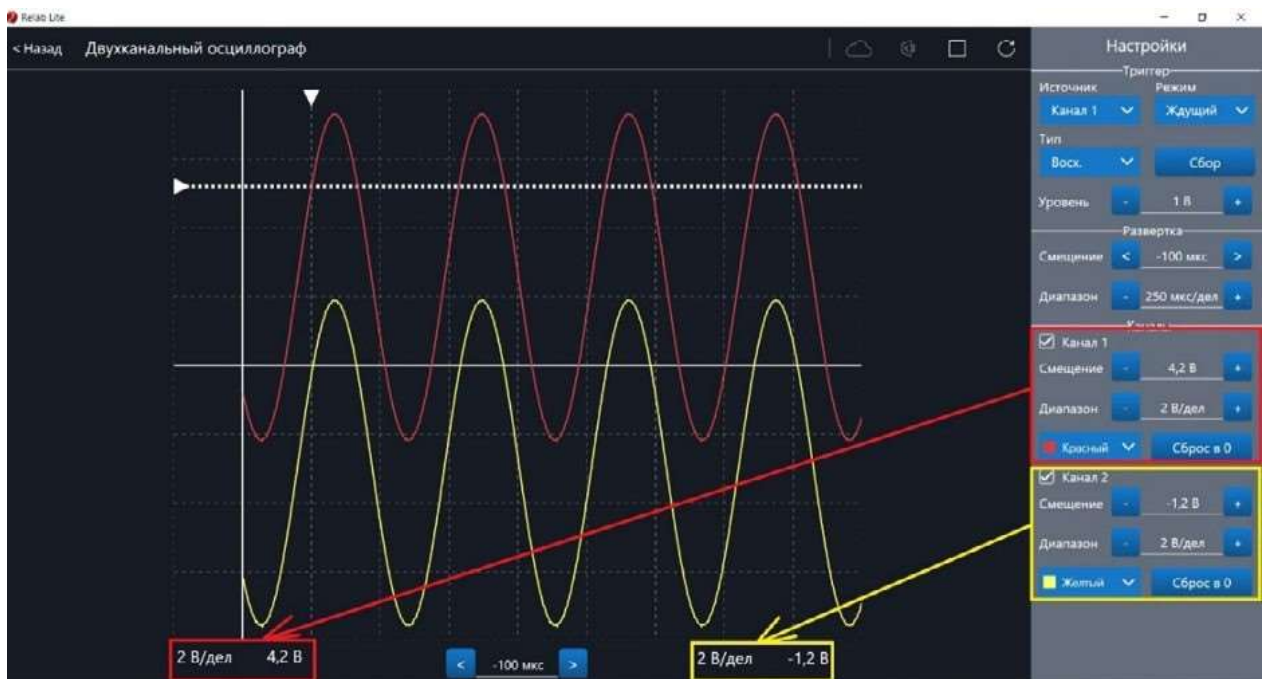 Relab Lite
< Назад Двухканальный осциллограф
Настройки
Триггер
Источник Режим
Канал 1 Ждущий
Тип
Восх. Сбор
Уровень - 1 В +
Развертка
Смещение < -100 мкс >
Диапазон - 250 мкс/дел +
Каналы
Канал 1
Смещение - 4,2 В +
Диапазон - 2 В/дел +
Красный Сброс в 0
Канал 2
Смещение - -1,2 В +
Диапазон - 2 В/дел +
Желтый Сброс в 0
2 В/дел 4,2 В
< -100 мкс >
2 В/дел -1,2 В